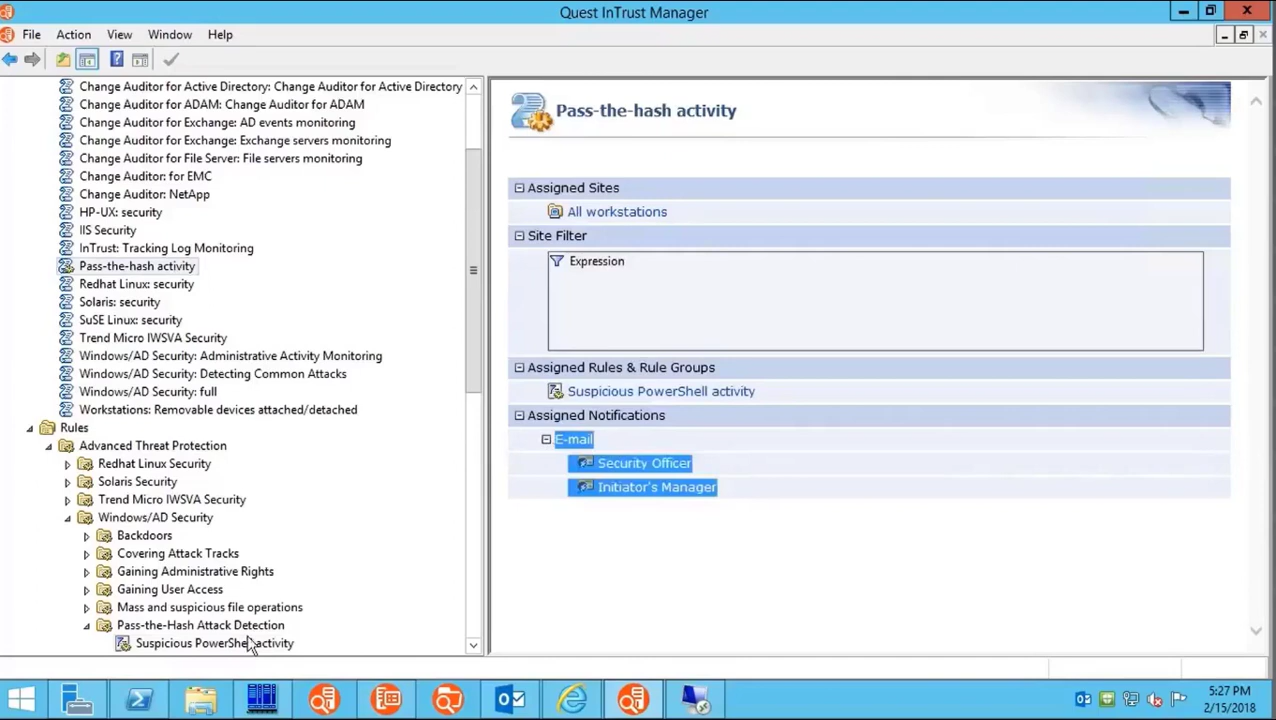 Quest InTrust Manager
File Action View Window Help
Change Auditor for Active Directory: Change Auditor for Active Directory
Change Auditor for ADAM: Change Auditor for ADAM
Change Auditor for Exchange: AD events monitoring
Change Auditor for Exchange: Exchange servers monitoring
Change Auditor for File Server: File servers monitoring
Change Auditor: for EMC
Change Auditor: NetApp
HP-UX: security
IIS Security
InTrust: Tracking Log Monitoring
Pass-the-hash activity
Redhat Linux: security
Solaris: security
SuSE Linux: security
Trend Micro IWSVA Security
Windows/AD Security: Administrative Activity Monitoring
Windows/AD Security: Detecting Common Attacks
Windows/AD Security: full
Workstations: Removable devices attached/detached
Rules
Advanced Threat Protection
Redhat Linux Security
Solaris Security
Trend Micro IWSVA Security
Windows/AD Security
Backdoors
Covering Attack Tracks
Gaining Administrative Rights
Gaining User Access
Mass and suspicious file operations
Pass-the-Hash Attack Detection
Suspicious PowerShell activity
Pass-the-hash activity
Assigned Sites
All workstations
Site Filter
Expression
Assigned Rules & Rule Groups
Suspicious PowerShell activity
Assigned Notifications
E-mail
Security Officer
Initiator's Manager
5:27 PM
2/15/2018